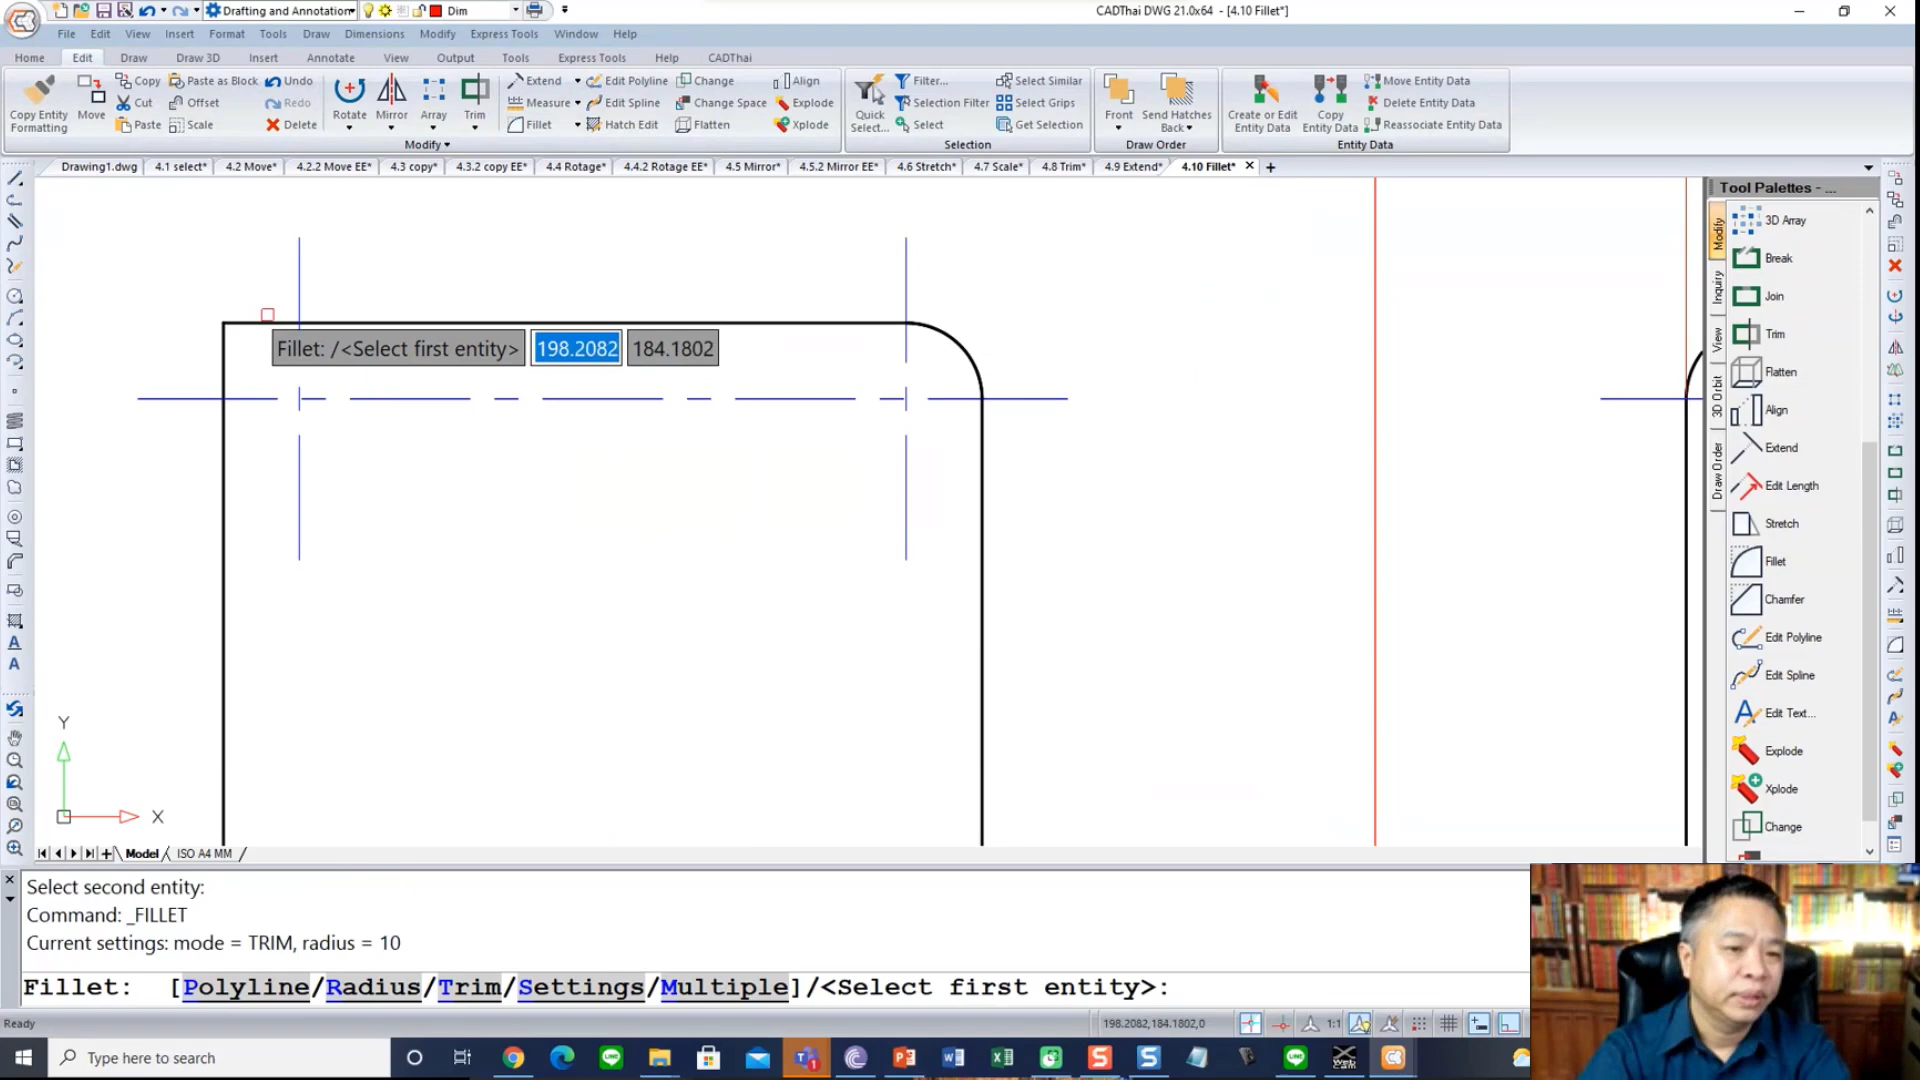 Drafting and Annotation
Dim
CADThai DWG 21.0x64 - [4.10 Fillet*]
File Edit View Insert Format Tools Draw Dimensions Modify Express Tools Window Help
Home Edit Draw Draw 3D Insert Annotate View Output Tools Express Tools Help CADThai
Copy Entity Formatting
Move
Copy
Cut
Paste
Paste as Block
Offset
Scale
Undo
Redo
Delete
Rotate
Mirror
Array
Trim
Extend
Measure
Fillet
Edit Polyline
Edit Spline
Hatch Edit
Change
Change Space
Flatten
Align
Explode
Xplode
Modify
Quick Select...
Filter...
Selection Filter
Select
Select Similar
Select Grips
Get Selection
Selection
Front
Send Hatches Back
Draw Order
Create or Edit Entity Data
Copy Entity Data
Move Entity Data
Delete Entity Data
Reassociate Entity Data
Entity Data
Drawing1.dwg 4.1 select* 4.2 Move* 4.2.2 Move EE* 4.3 copy* 4.3.2 copy EE* 4.4 Rotage* 4.4.2 Rotage EE* 4.5 Mirror* 4.5.2 Mirror EE* 4.6 Stretch* 4.7 Scale* 4.8 Trim* 4.9 Extend* 4.10 Fillet*
Tool Palettes - ...
Modify
Inquiry
View
3D Orbit
Draw Order
3D Array
Break
Join
Trim
Flatten
Align
Extend
Edit Length
Stretch
Fillet
Chamfer
Edit Polyline
Edit Spline
Edit Text...
Explode
Xplode
Change
Fillet: /<Select first entity> 198.2082 184.1802
Y
X
Model ISO A4 MM
Select second entity:
Command: _FILLET
Current settings: mode = TRIM, radius = 10
Fillet: [Polyline/Radius/Trim/Settings/Multiple]/<Select first entity>:
Ready
198.2082,184.1802,0
1:1
Type here to search